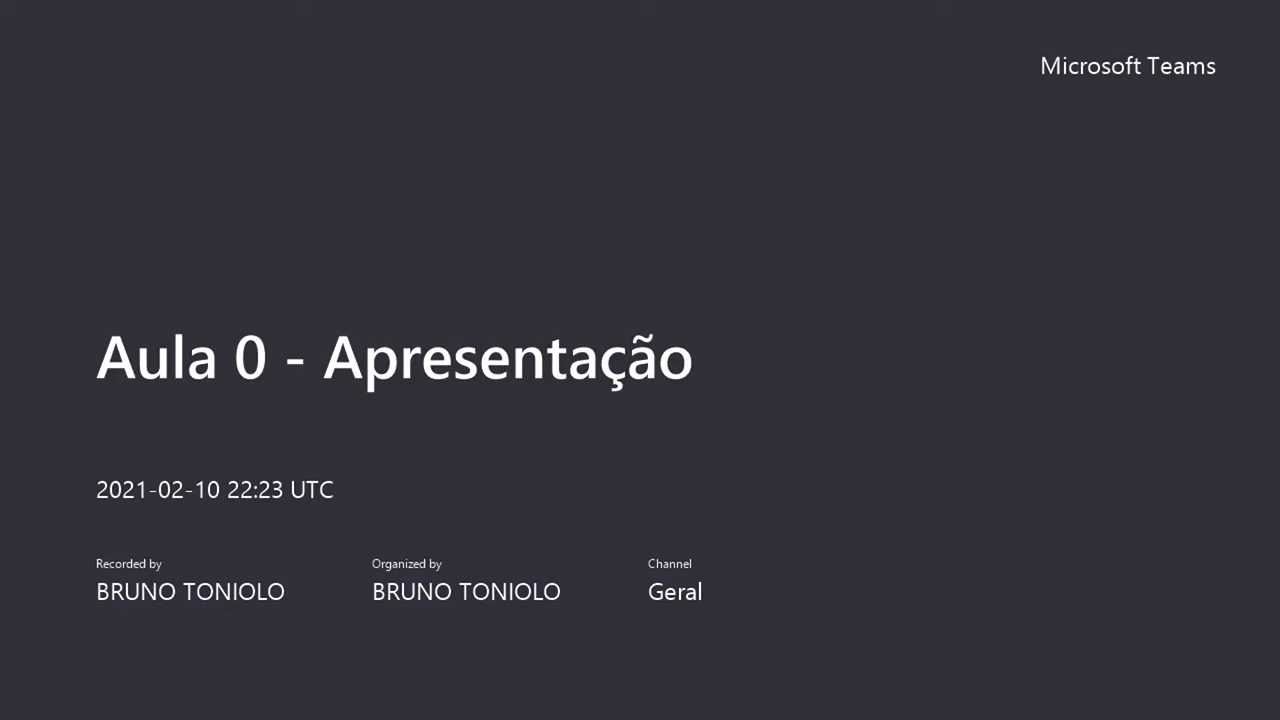 Microsoft Teams
Aula 0 - Apresentação
2021-02-10 22:23 UTC
Recorded by
BRUNO TONIOLO
Organized by
BRUNO TONIOLO
Channel
Geral